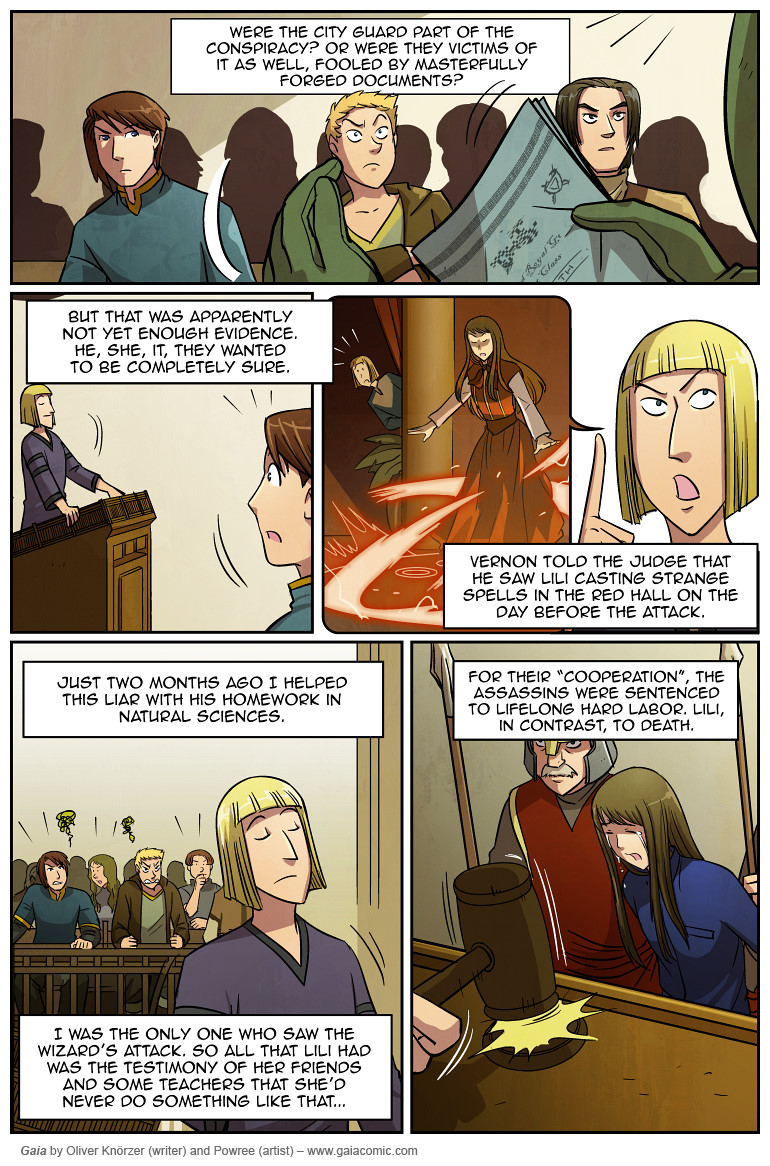 WERE THE CITY GUARD PART OF THE
CONSPIRACY? OR WERE THEY VICTIMS OF
IT AS WELL, FOOLED BY MASTERFULLY
FORGED DOCUMENTS?
BUT THAT WAS APPARENTLY
NOT YET ENOUGH EVIDENCE.
HE, SHE, IT, THEY WANTED
TO BE COMPLETELY SURE.
VERNON TOLD THE JUDGE THAT
HE SAW LILI CASTING STRANGE
SPELLS IN THE RED HALL ON THE
DAY BEFORE THE ATTACK.
JUST TWO MONTHS AGO I HELPED
THIS LIAR WITH HIS HOMEWORK IN
NATURAL SCIENCES.
I WAS THE ONLY ONE WHO SAW THE
WIZARD'S ATTACK. SO ALL THAT LILI HAD
WAS THE TESTIMONY OF HER FRIENDS
AND SOME TEACHERS THAT SHE'D
NEVER DO SOMETHING LIKE THAT...
FOR THEIR "COOPERATION", THE
ASSASSINS WERE SENTENCED
TO LIFELONG HARD LABOR. LILI,
IN CONTRAST, TO DEATH.
Gaia by Oliver Knörzer (writer) and Powree (artist) – www.gaiacomic.com